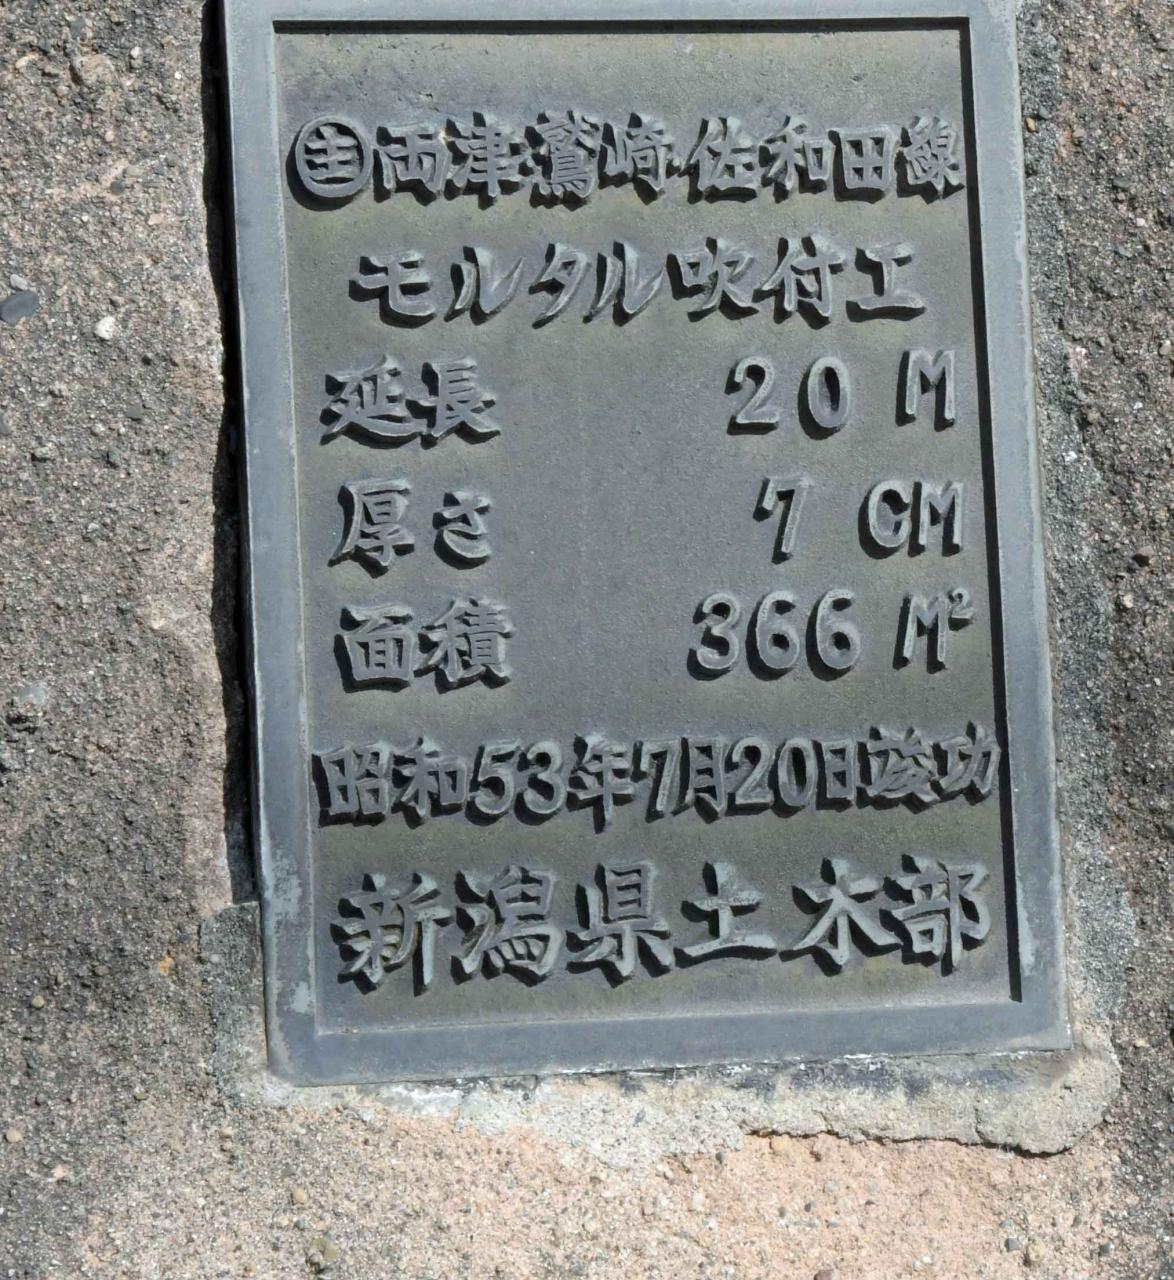 ㊤両津鷲崎佐和田線
モルタル吹付工
延長 20 M
厚さ 7 CM
面積 366 M²
昭和53年7月20日竣功
新潟県土木部